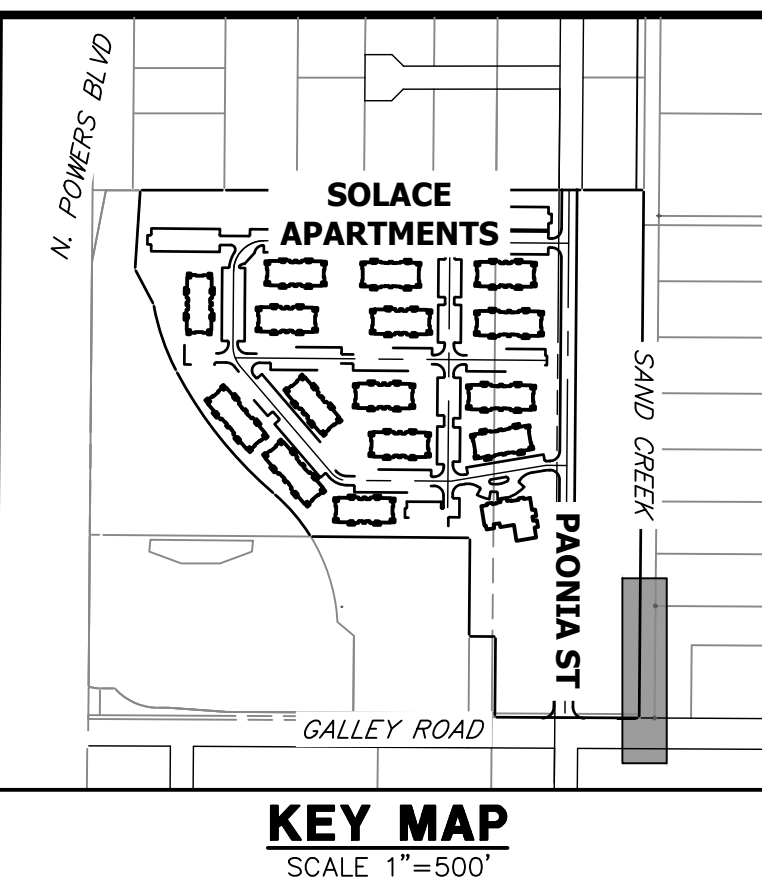 N. POWERS BLVD
SOLACE
APARTMENTS
SAND CREEK
PAONIA ST
GALLEY ROAD
KEY MAP
SCALE 1"=500'